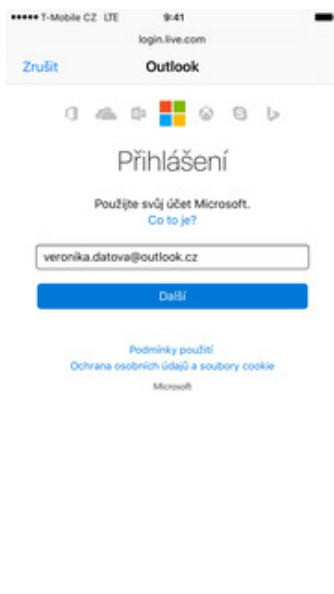 T-Mobile CZ LTE 9:41
login.live.com
Zrušit Outlook
Přihlášení
Použijte svůj účet Microsoft.
Co to je?
veronika.datova@outlook.cz
Další
Podmínky použití
Ochrana osobních údajů a soubory cookie
Microsoft